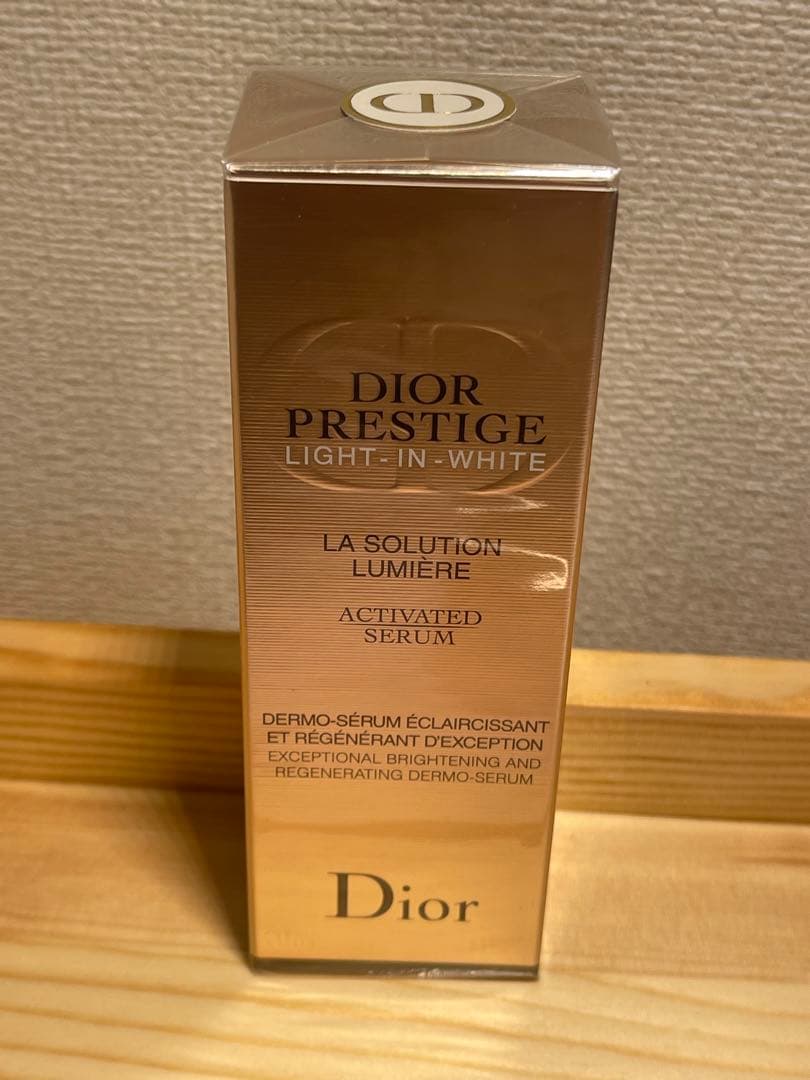 CD
DIOR
PRESTIGE
LIGHT-IN-WHITE
LA SOLUTION
LUMIÈRE
ACTIVATED
SERUM
DERMO-SÉRUM ÉCLAIRCISSANT
ET RÉGÉNÉRANT D'EXCEPTION
EXCEPTIONAL BRIGHTENING AND
REGENERATING DERMO-SERUM
Dior